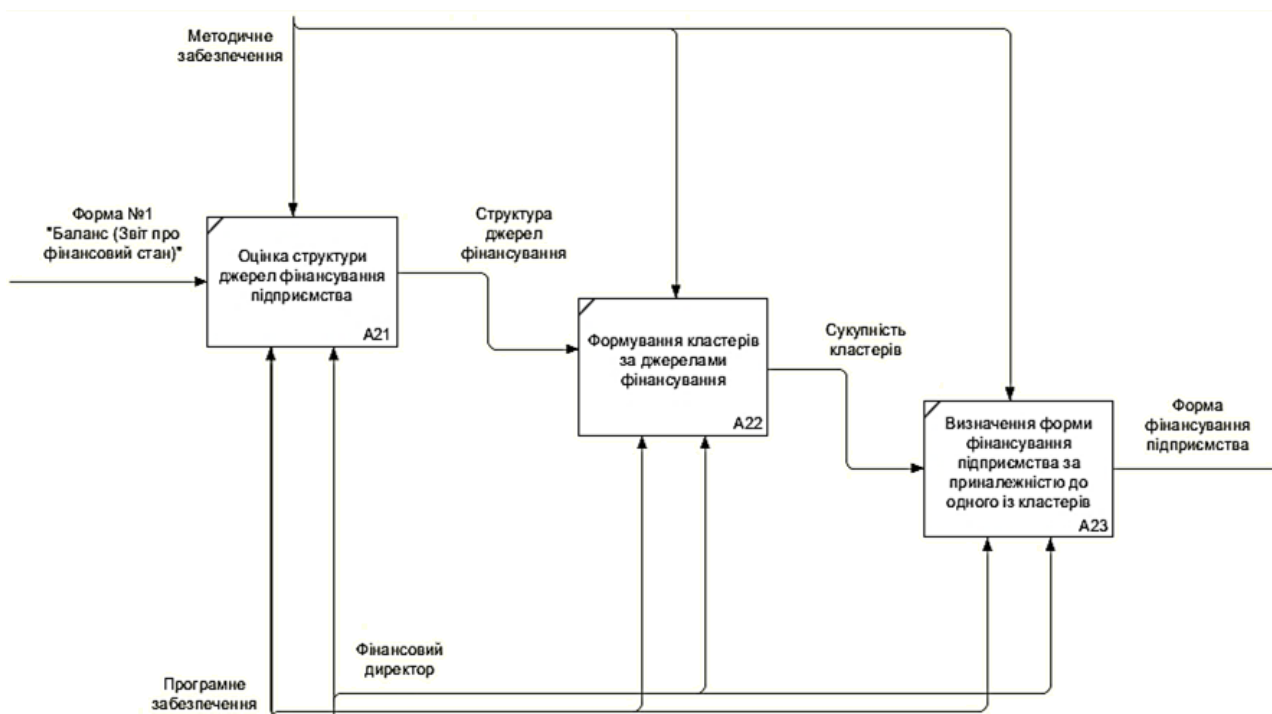 Методичне
забезпечення
Форма №1
"Баланс (Звіт про
фінансовий стан)"
Оцінка структури
джерел фінансування
підприємства
A21
Структура
джерел
фінансування
Формування кластерів
за джерелами
фінансування
A22
Сукупність
кластерів
Визначення форми
фінансування
підприємства за
приналежністю до
одного із кластерів
A23
Форма
фінансування
підприємства
Фінансовий
директор
Програмне
забезпечення